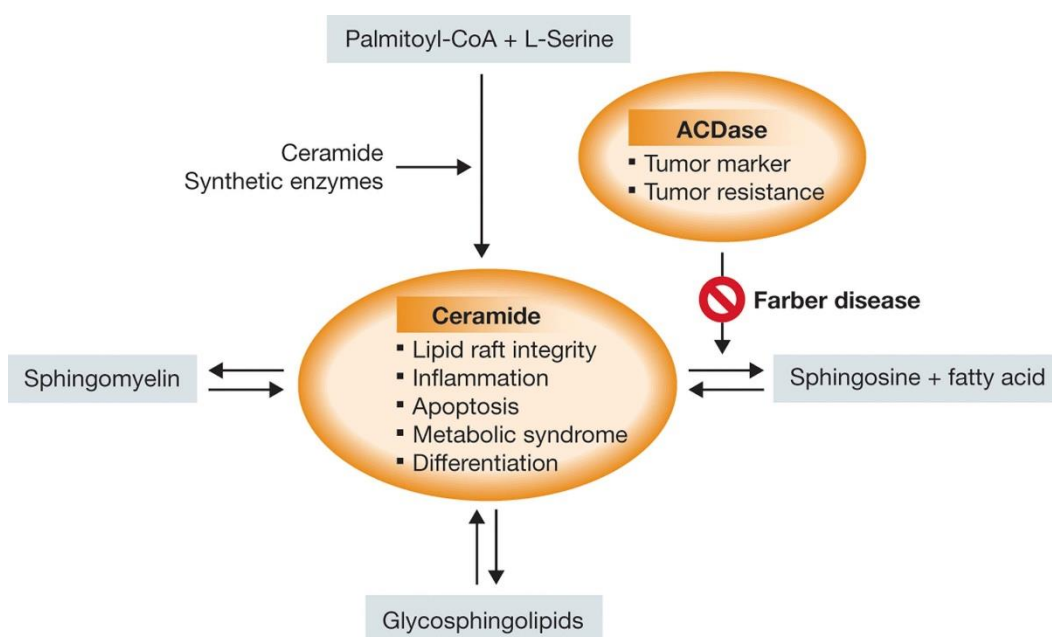 Palmitoyl-CoA + L-Serine
Ceramide
Synthetic enzymes
ACDase
▪ Tumor marker
▪ Tumor resistance
Farber disease
Ceramide
▪ Lipid raft integrity
▪ Inflammation
▪ Apoptosis
▪ Metabolic syndrome
▪ Differentiation
Sphingomyelin
Sphingosine + fatty acid
Glycosphingolipids